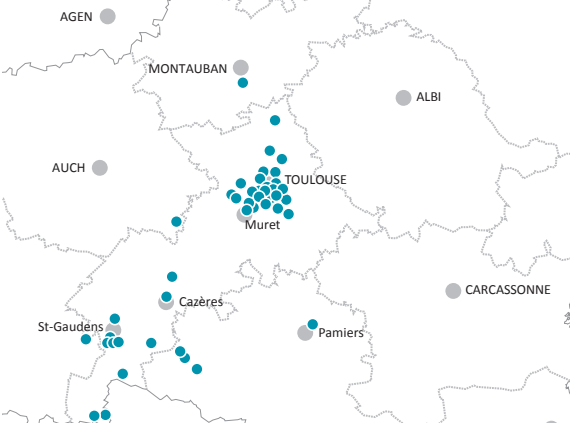 AGEN
MONTAUBAN
ALBI
AUCH
TOULOUSE
Muret
CARCASSONNE
Cazères
St-Gaudens
Pamiers